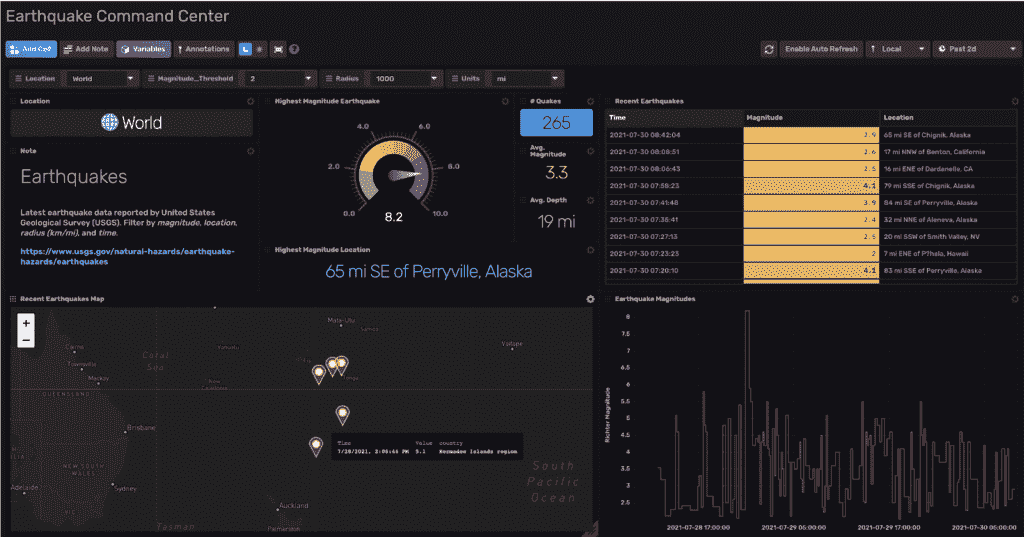 Earthquake Command Center
Add Cell Add Note Variables Annotations Enable Auto Refresh Local Past 2d
Location World Magnitude_Threshold 2 Radius 1000 Units mi
Location
World
Note
Earthquakes
Latest earthquake data reported by United States
Geological Survey (USGS). Filter by magnitude, location,
radius (km/mi), and time.
https://www.usgs.gov/natural-hazards/earthquake-
hazards/earthquakes
Highest Magnitude Earthquake
4.0 6.0
2.0 8.0
0.0 10.0
8.2
# Quakes
265
Avg.
Magnitude
3.3
Avg. Depth
19 mi
Highest Magnitude Location
65 mi SE of Perryville, Alaska
Recent Earthquakes
Time Magnitude Location
2021-07-30 08:42:04 2.9 65 mi SE of Chignik, Alaska
2021-07-30 08:08:51 2.6 17 mi NNW of Benton, California
2021-07-30 08:06:43 2.5 16 mi ENE of Dardanelle, CA
2021-07-30 07:58:23 4.1 79 mi SSE of Chignik, Alaska
2021-07-30 07:41:48 3.9 84 mi SE of Perryville, Alaska
2021-07-30 07:35:41 2.4 32 mi NNE of Aleneva, Alaska
2021-07-30 07:27:13 2.5 20 mi SSW of Smith Valley, NV
2021-07-30 07:23:23 2 7 mi ENE of Pāhala, Hawaii
2021-07-30 07:20:10 4.1 83 mi SSE of Perryville, Alaska
Recent Earthquakes Map
+
−
Mata-Utu
Samoa
Cairns
Coral
Sea
Vanuatu
Townsville
Mackay
New
Caledonia
Tonga
QUEENSLAND
Brisbane
Time Value country
7/28/2021, 2:06:46 PM 5.1 Kermadec Islands region
NEW SOUTH
WALES
South
Pacific
Ocean
Adelaide
Sydney
Auckland
Tasman
Earthquake Magnitudes
Richter Magnitude
8
7.5
7
6.5
6
5.5
5
4.5
4
3.5
3
2.5
2021-07-28 17:00:00 2021-07-29 05:00:00 2021-07-29 17:00:00 2021-07-30 05:00:00